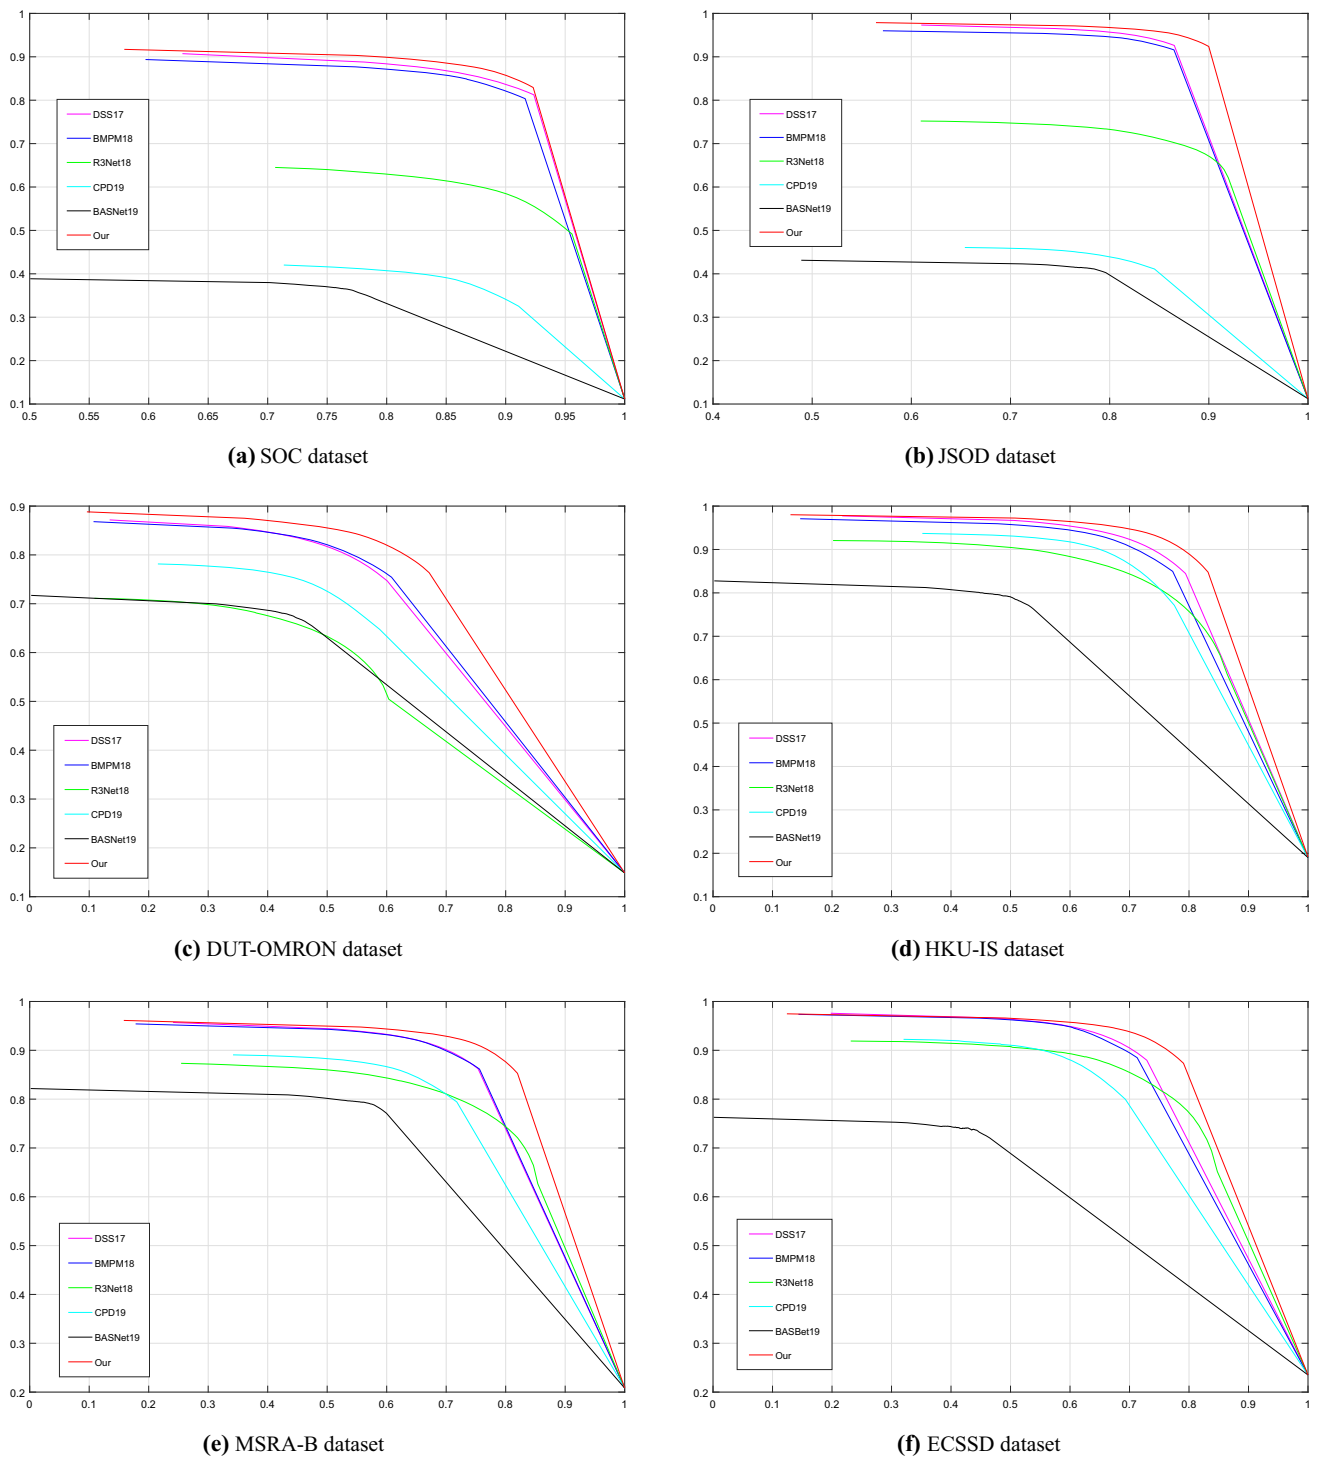 1
0.9
0.8
0.7
0.6
0.5
0.4
0.3
0.2
0.1
DSS17
BMPM18
R3Net18
CPD19
BASNet19
Our
0.5 0.55 0.6 0.65 0.7 0.75 0.8 0.85 0.9 0.95 1
(a) SOC dataset
1
0.9
0.8
0.7
0.6
0.5
0.4
0.3
0.2
0.1
DSS17
BMPM18
R3Net18
CPD19
BASNet19
Our
0.4 0.5 0.6 0.7 0.8 0.9 1
(b) JSOD dataset
0.9
0.8
0.7
0.6
0.5
0.4
0.3
0.2
0.1
DSS17
BMPM18
R3Net18
CPD19
BASNet19
Our
0 0.1 0.2 0.3 0.4 0.5 0.6 0.7 0.8 0.9 1
(c) DUT-OMRON dataset
1
0.9
0.8
0.7
0.6
0.5
0.4
0.3
0.2
0.1
DSS17
BMPM18
R3Net18
CPD19
BASNet19
Our
0 0.1 0.2 0.3 0.4 0.5 0.6 0.7 0.8 0.9 1
(d) HKU-IS dataset
1
0.9
0.8
0.7
0.6
0.5
0.4
0.3
0.2
DSS17
BMPM18
R3Net18
CPD19
BASNet19
Our
0 0.1 0.2 0.3 0.4 0.5 0.6 0.7 0.8 0.9 1
(e) MSRA-B dataset
1
0.9
0.8
0.7
0.6
0.5
0.4
0.3
0.2
DSS17
BMPM18
R3Net18
CPD19
BASBet19
Our
0 0.1 0.2 0.3 0.4 0.5 0.6 0.7 0.8 0.9 1
(f) ECSSD dataset